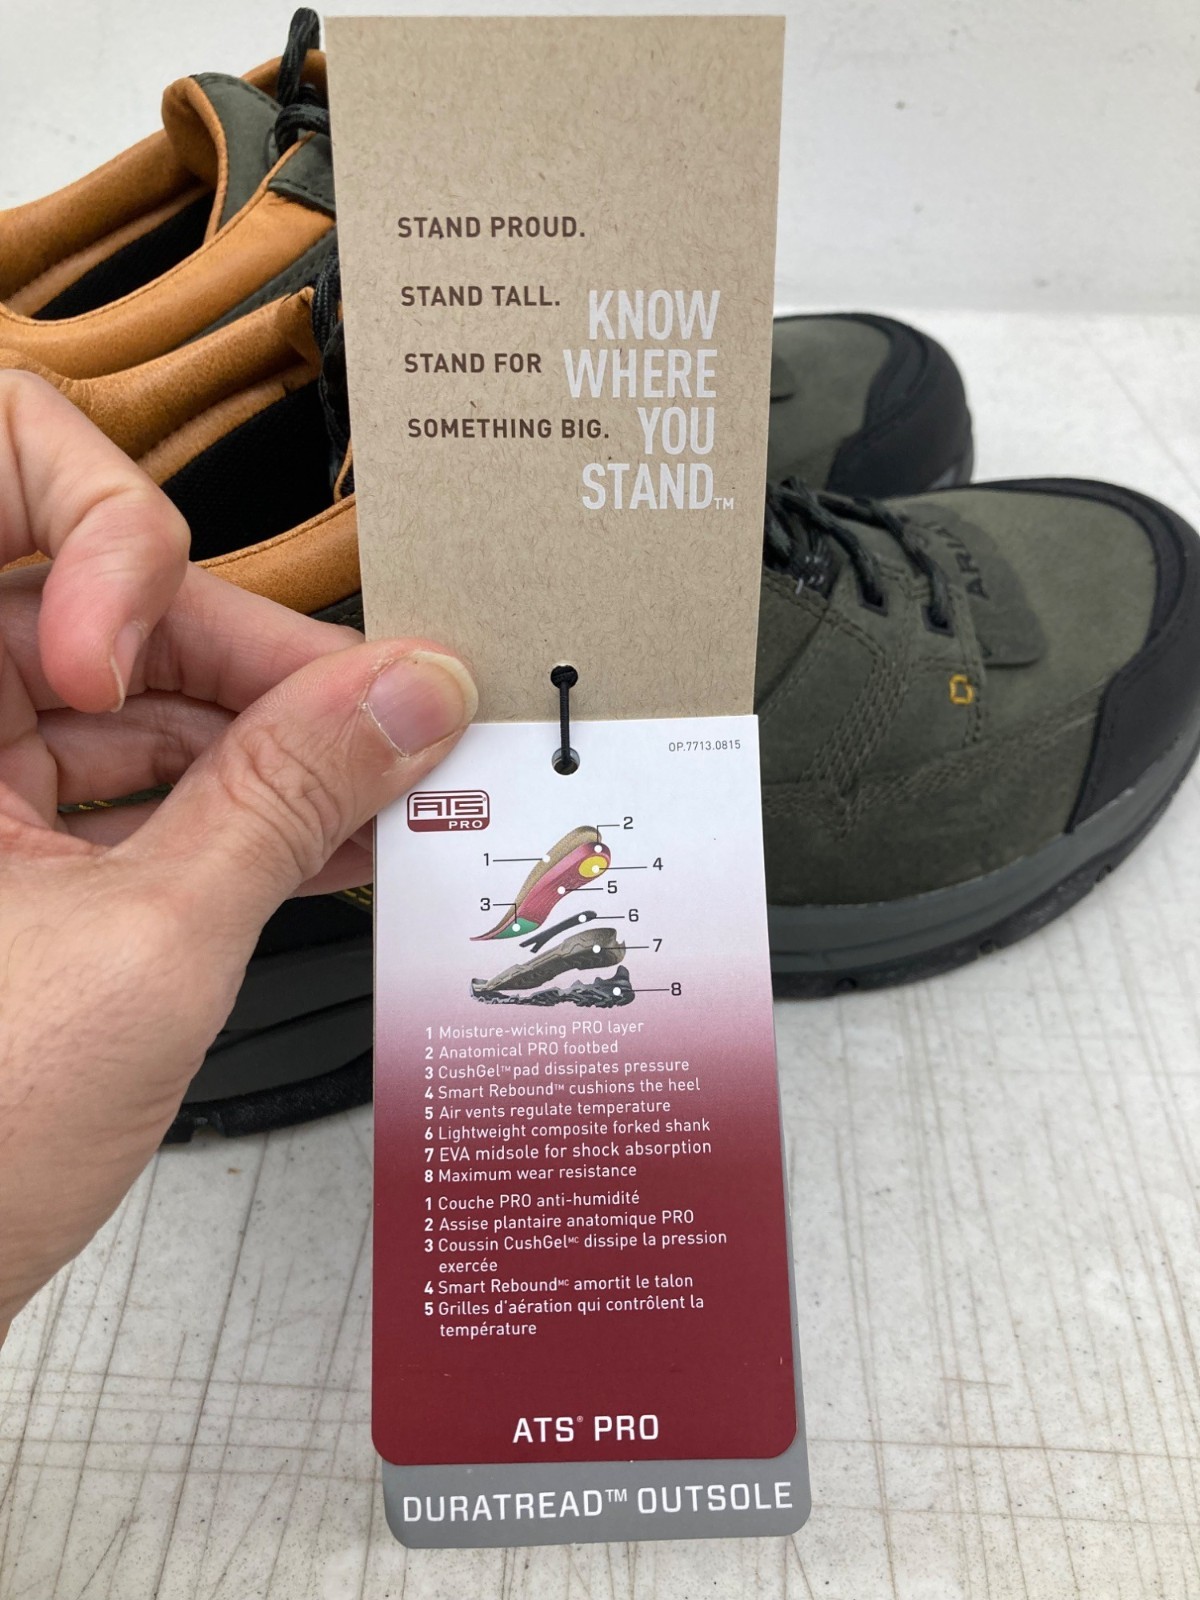 STAND PROUD.
STAND TALL.
STAND FOR
SOMETHING BIG.
KNOW
WHERE
YOU
STAND™
OP.7713.0815
ATS®
PRO
1
2
3
4
5
6
7
8
1 Moisture-wicking PRO layer
2 Anatomical PRO footbed
3 CushGel™ pad dissipates pressure
4 Smart Rebound™ cushions the heel
5 Air vents regulate temperature
6 Lightweight composite forked shank
7 EVA midsole for shock absorption
8 Maximum wear resistance
1 Couche PRO anti-humidité
2 Assise plantaire anatomique PRO
3 Coussin CushGelᴹᶜ dissipe la pression
exercée
4 Smart Reboundᴹᶜ amortit le talon
5 Grilles d'aération qui contrôlent la
température
ATS® PRO
DURATREAD™ OUTSOLE
ARIA